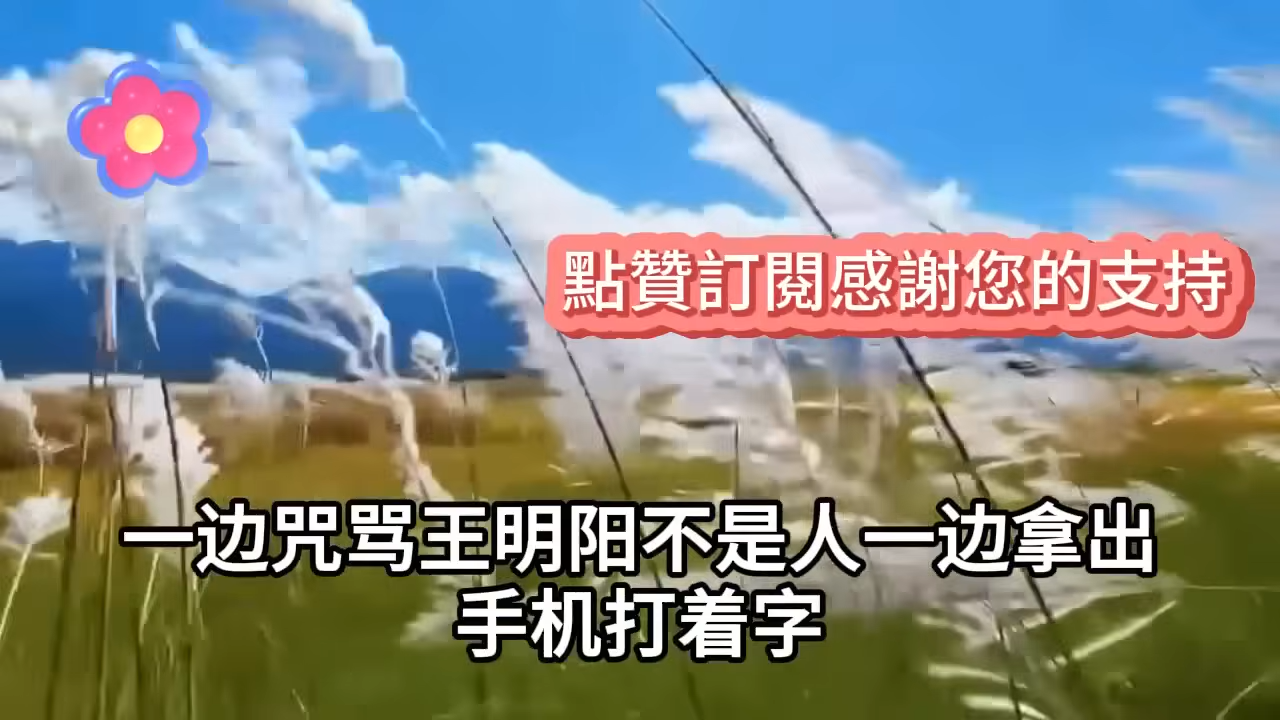 點贊訂閱感謝您的支持
一边咒骂王明阳不是人一边拿出
手机打着字